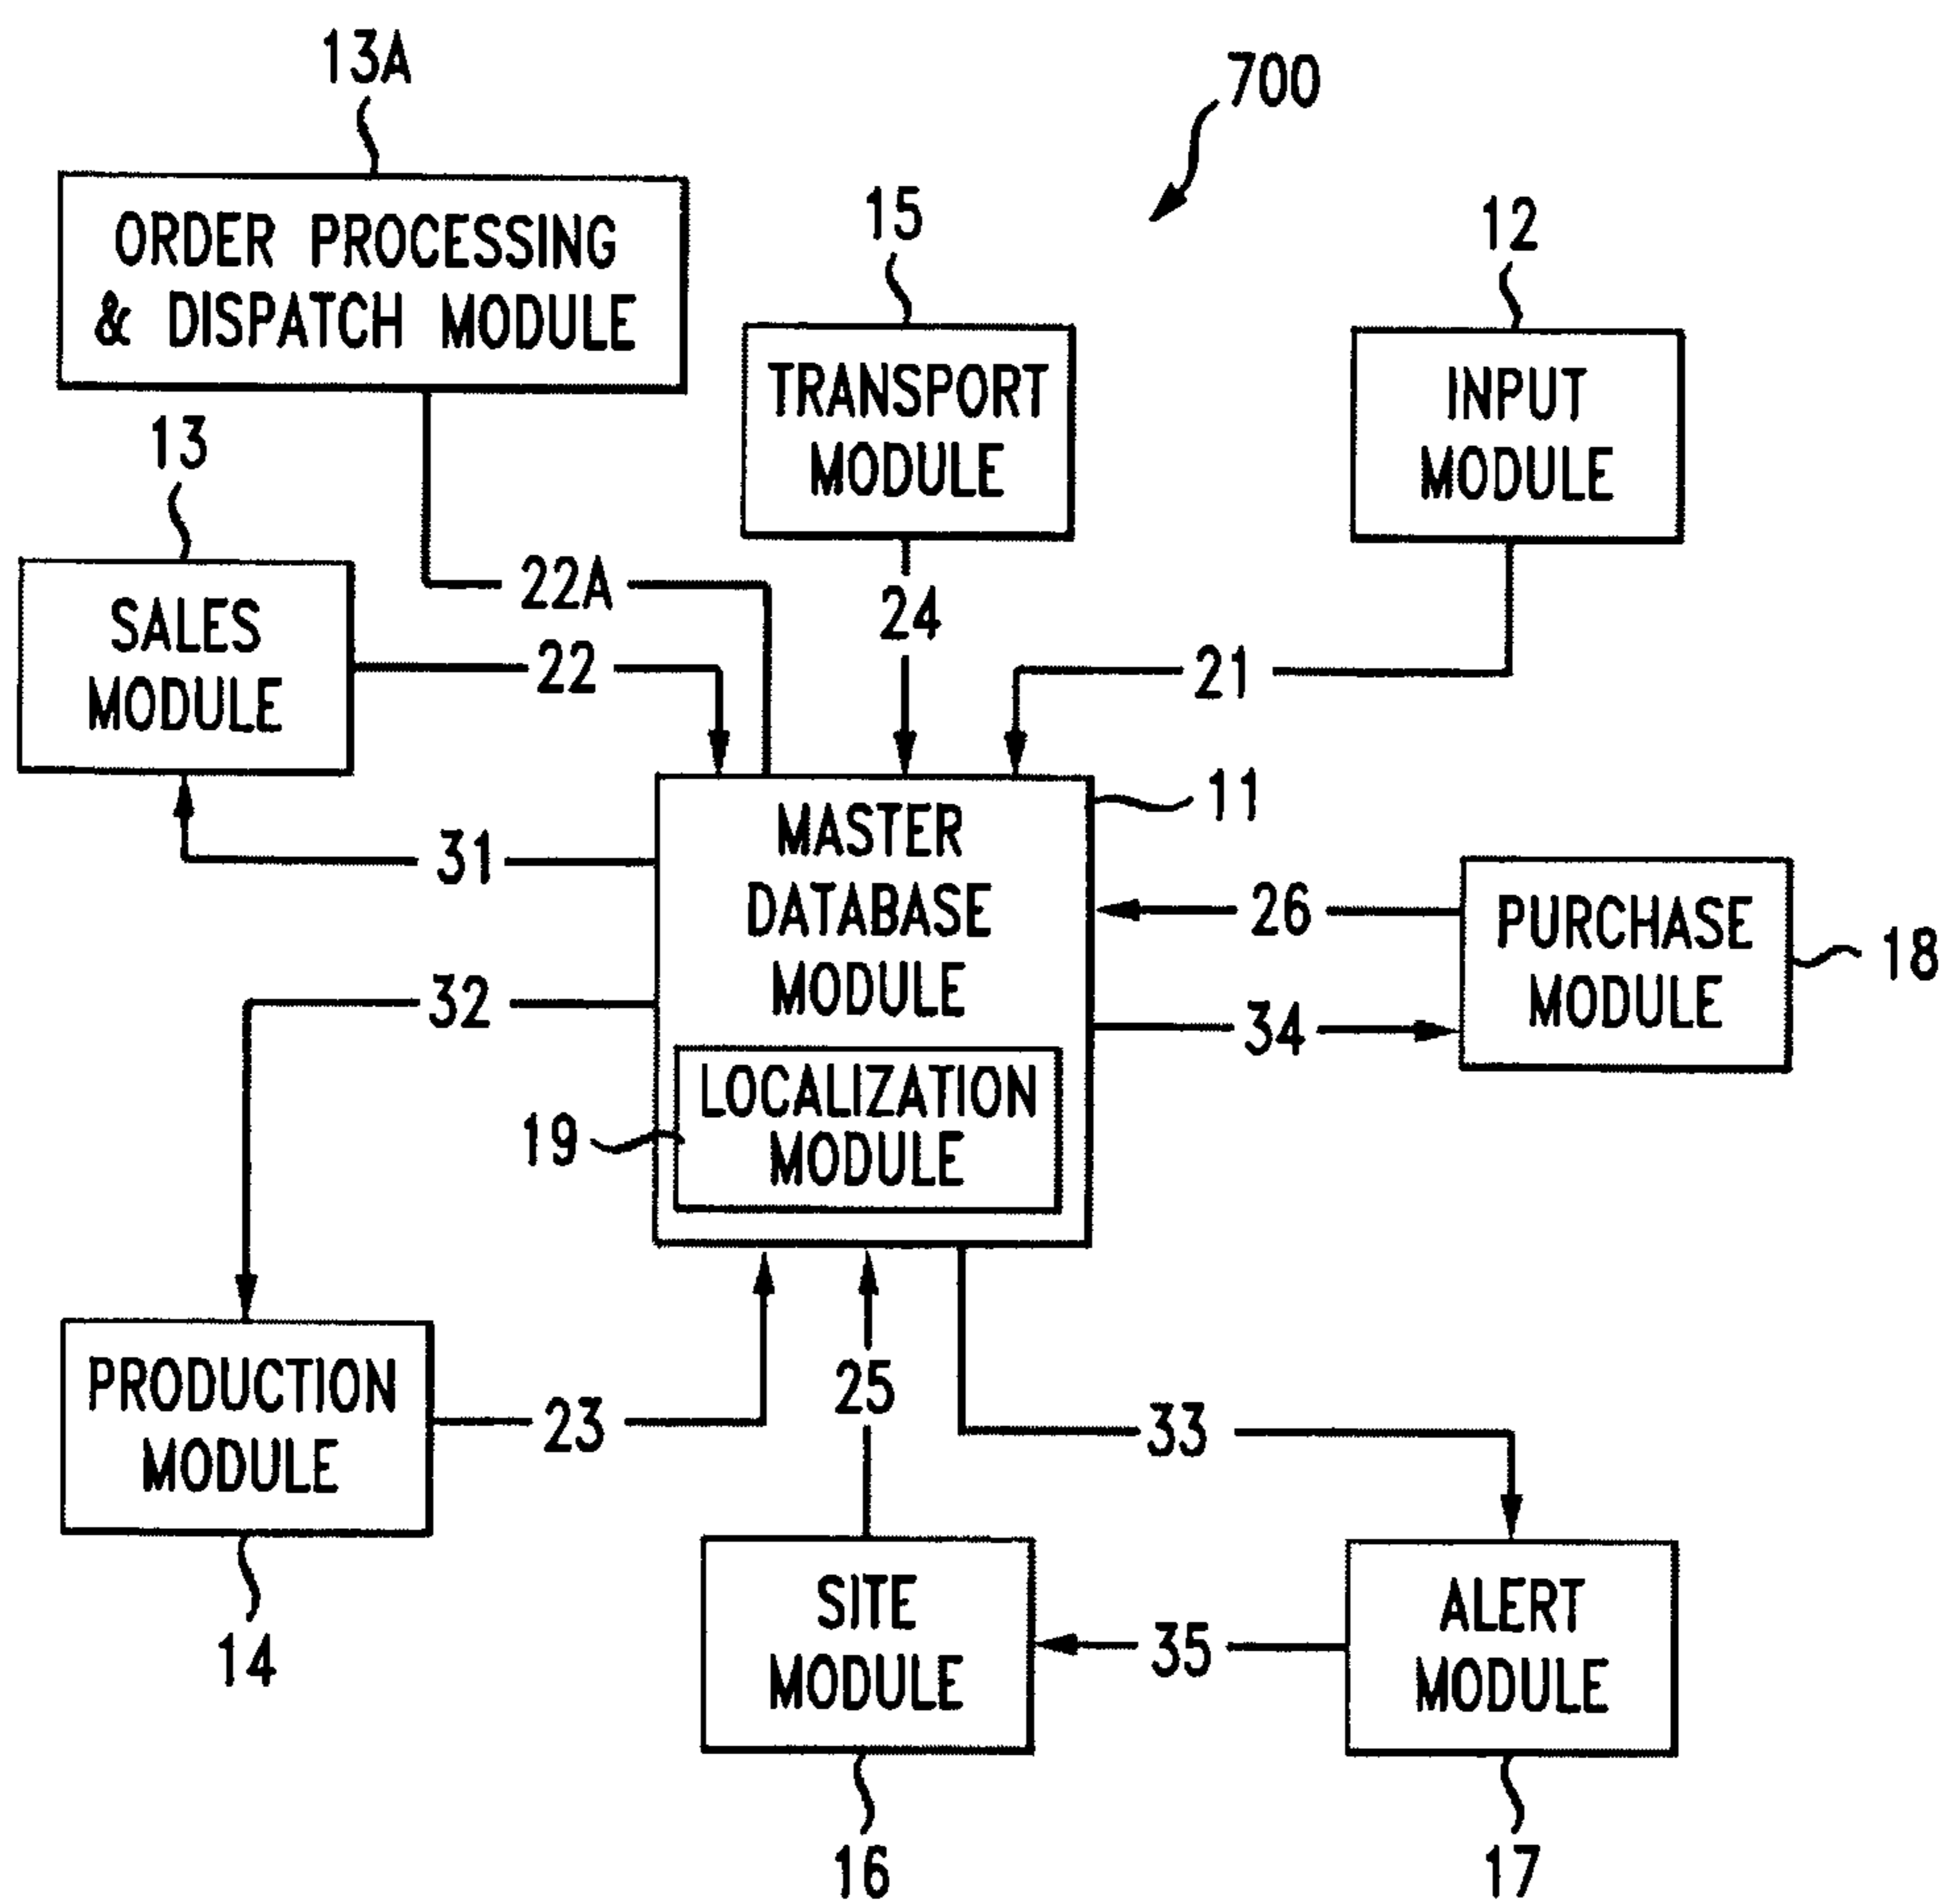 13A
700
ORDER PROCESSING
& DISPATCH MODULE
15
12
TRANSPORT
MODULE
INPUT
MODULE
13
SALES
MODULE
22A
24
22
21
11
MASTER
DATABASE
MODULE
31
26
PURCHASE
MODULE
18
32
34
LOCALIZATION
MODULE
19
PRODUCTION
MODULE
14
23
25
33
SITE
MODULE
16
35
ALERT
MODULE
17